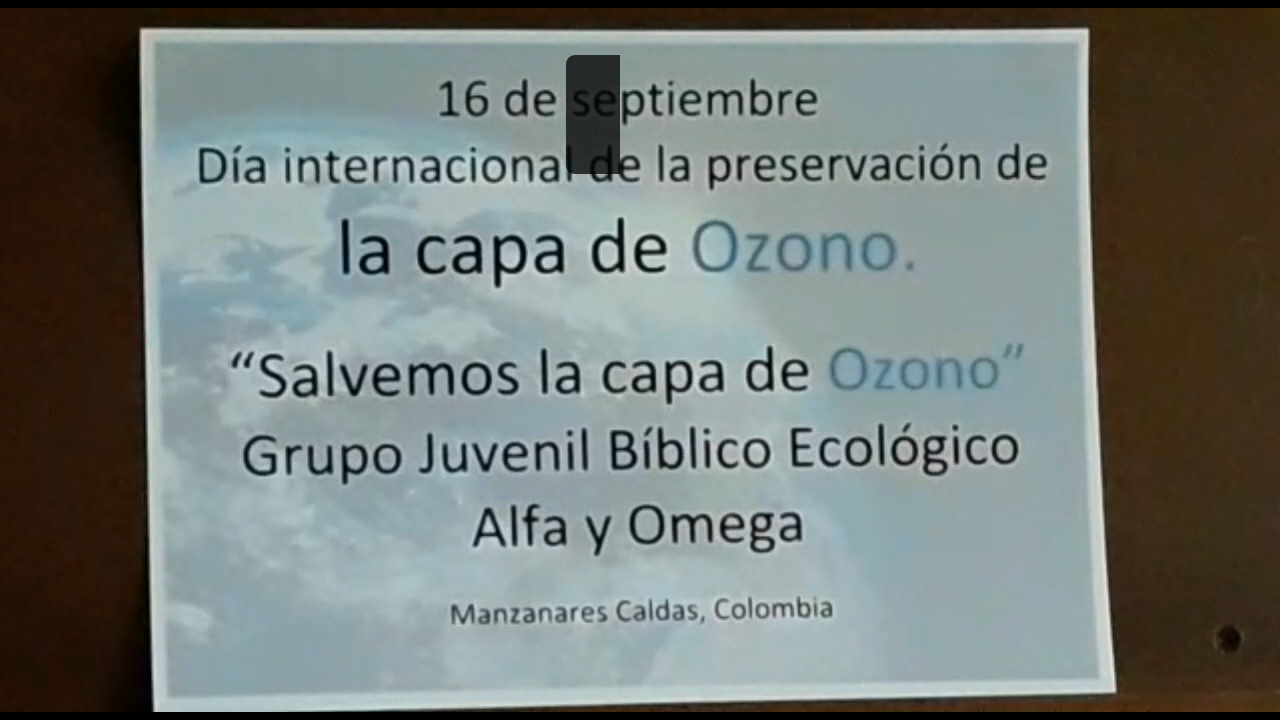 16 de septiembre
Día internacional de la preservación de
la capa de Ozono.
“Salvemos la capa de Ozono”
Grupo Juvenil Bíblico Ecológico
Alfa y Omega
Manzanares Caldas, Colombia